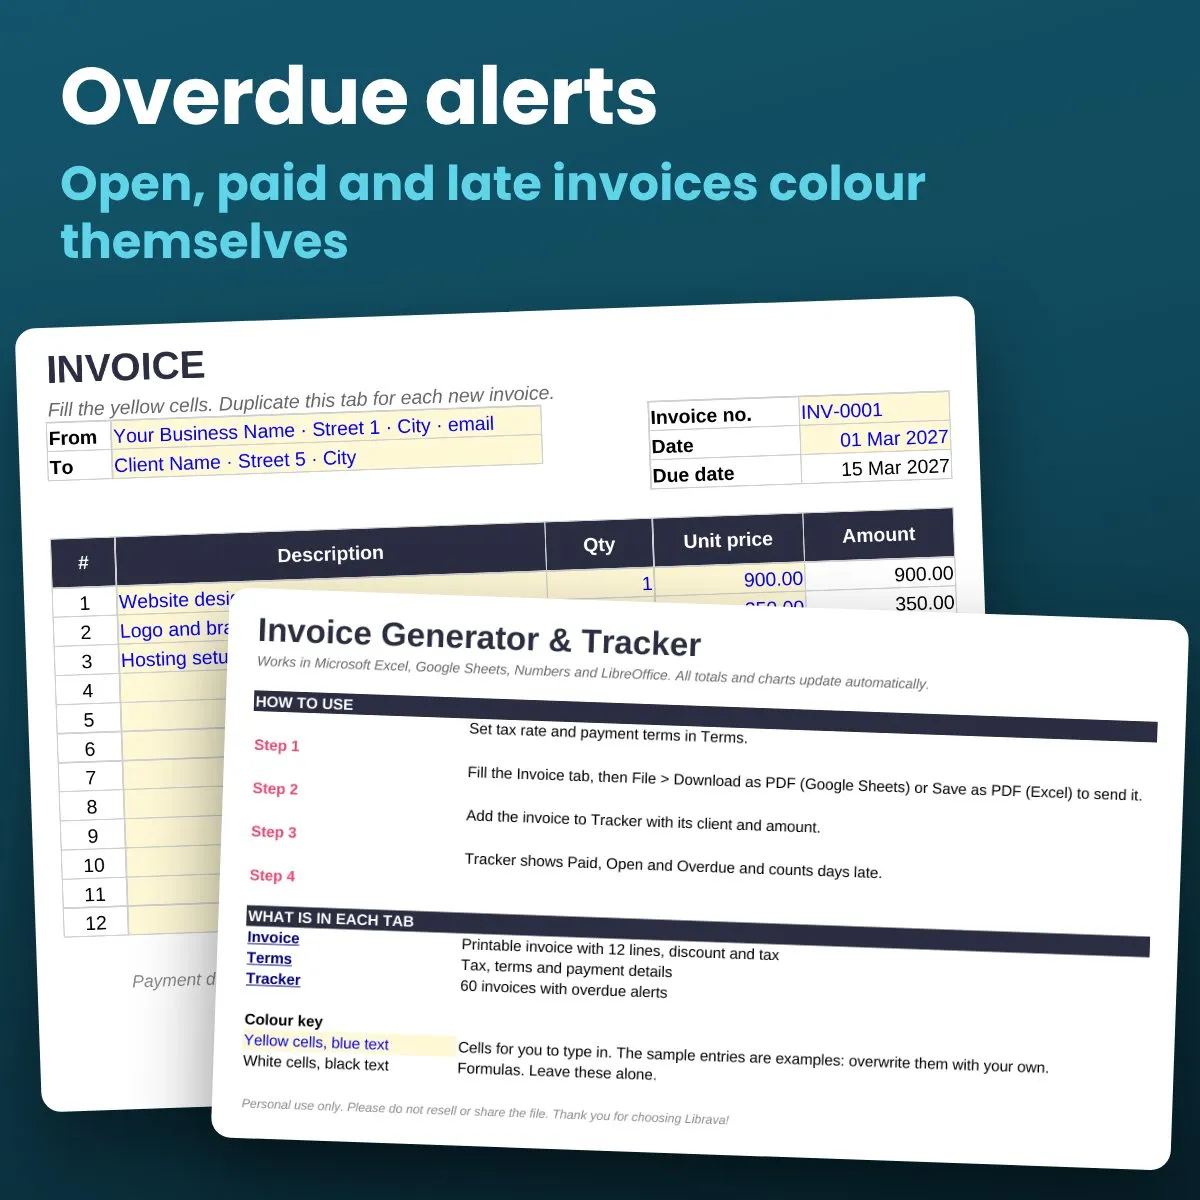 Overdue alerts
Open, paid and late invoices colour
themselves
INVOICE
Fill the yellow cells. Duplicate this tab for each new invoice.
From Your Business Name · Street 1 · City · email
To Client Name · Street 5 · City
Invoice no. INV-0001
Date 01 Mar 2027
Due date 15 Mar 2027
# Description Qty Unit price Amount
1 Website 1 900.00 900.00
2 Logo and 350.00
3 Hosting
4
5
6
7
8
9
10
11
12
Payment
Invoice Generator & Tracker
Works in Microsoft Excel, Google Sheets, Numbers and LibreOffice. All totals and charts update automatically.
HOW TO USE
Step 1 Set tax rate and payment terms in Terms.
Step 2 Fill the Invoice tab, then File > Download as PDF (Google Sheets) or Save as PDF (Excel) to send it.
Step 3 Add the invoice to Tracker with its client and amount.
Step 4 Tracker shows Paid, Open and Overdue and counts days late.
WHAT IS IN EACH TAB
Invoice Printable invoice with 12 lines, discount and tax
Terms Tax, terms and payment details
Tracker 60 invoices with overdue alerts
Colour key
Yellow cells, blue text Cells for you to type in. The sample entries are examples: overwrite them with your own.
White cells, black text Formulas. Leave these alone.
Personal use only. Please do not resell or share the file. Thank you for choosing Librava!